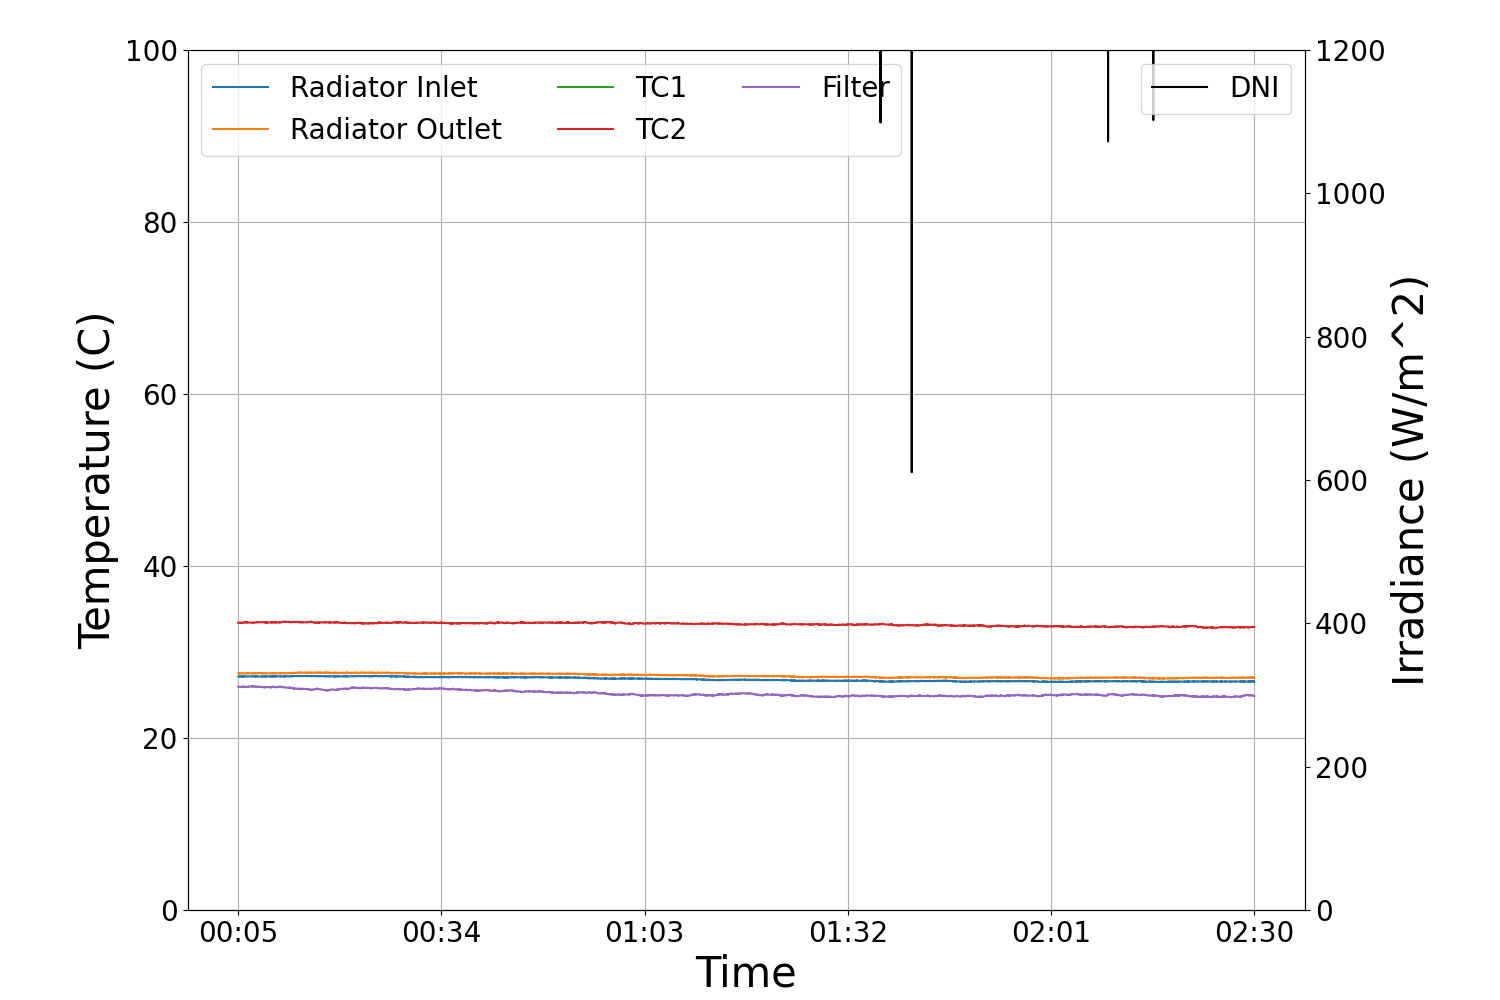 100
80
60
40
20
0
Temperature (C)
Radiator Inlet
Radiator Outlet
TC1
TC2
Filter
DNI
1200
1000
800
600
400
200
0
Irradiance (W/m^2)
00:05 00:34 01:03 01:32 02:01 02:30
Time